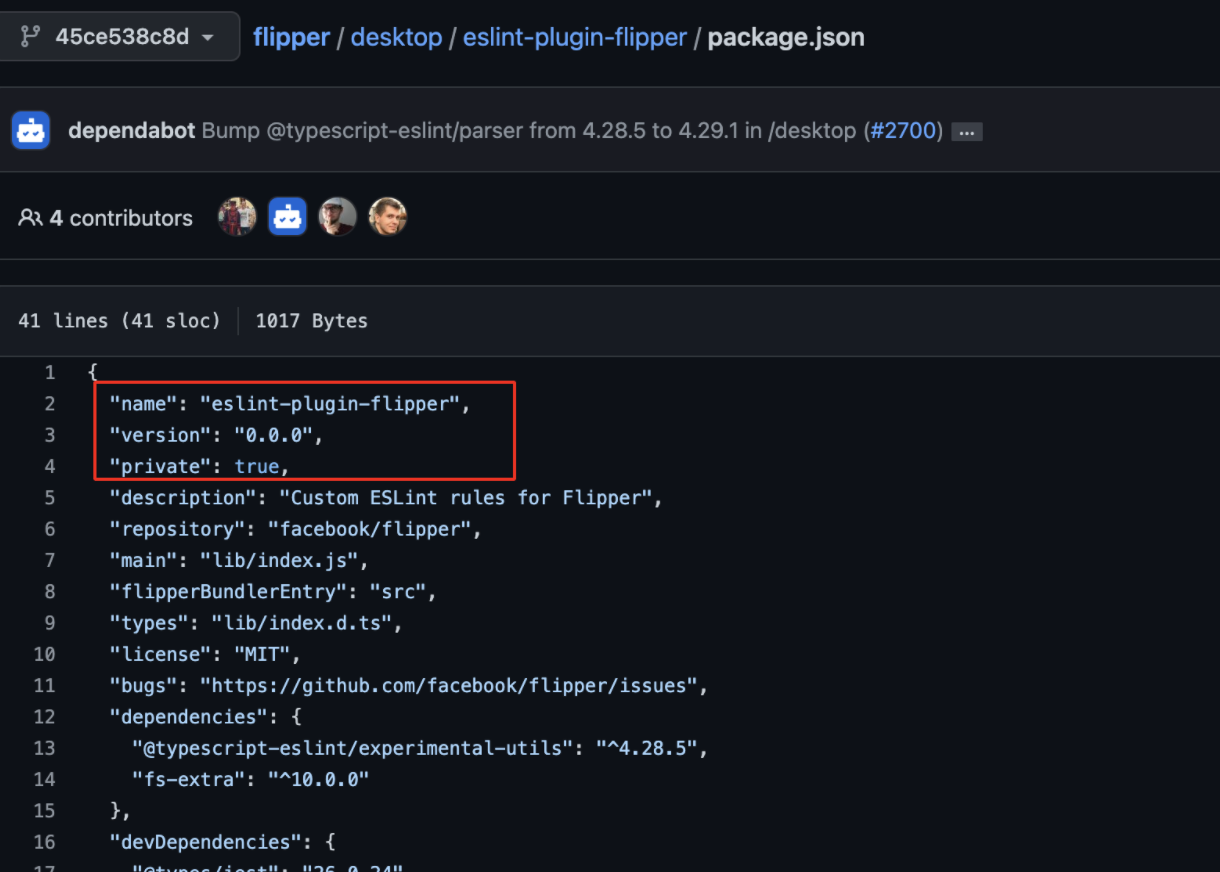 45ce538c8d
flipper / desktop / eslint-plugin-flipper / package.json
dependabot Bump @typescript-eslint/parser from 4.28.5 to 4.29.1 in /desktop (#2700) ...
4 contributors
41 lines (41 sloc) 1017 Bytes
1 {
2 "name": "eslint-plugin-flipper",
3 "version": "0.0.0",
4 "private": true,
5 "description": "Custom ESLint rules for Flipper",
6 "repository": "facebook/flipper",
7 "main": "lib/index.js",
8 "flipperBundlerEntry": "src",
9 "types": "lib/index.d.ts",
10 "license": "MIT",
11 "bugs": "https://github.com/facebook/flipper/issues",
12 "dependencies": {
13 "@typescript-eslint/experimental-utils": "^4.28.5",
14 "fs-extra": "^10.0.0"
15 },
16 "devDependencies": {
17 "@types/jest": "26.0.24"